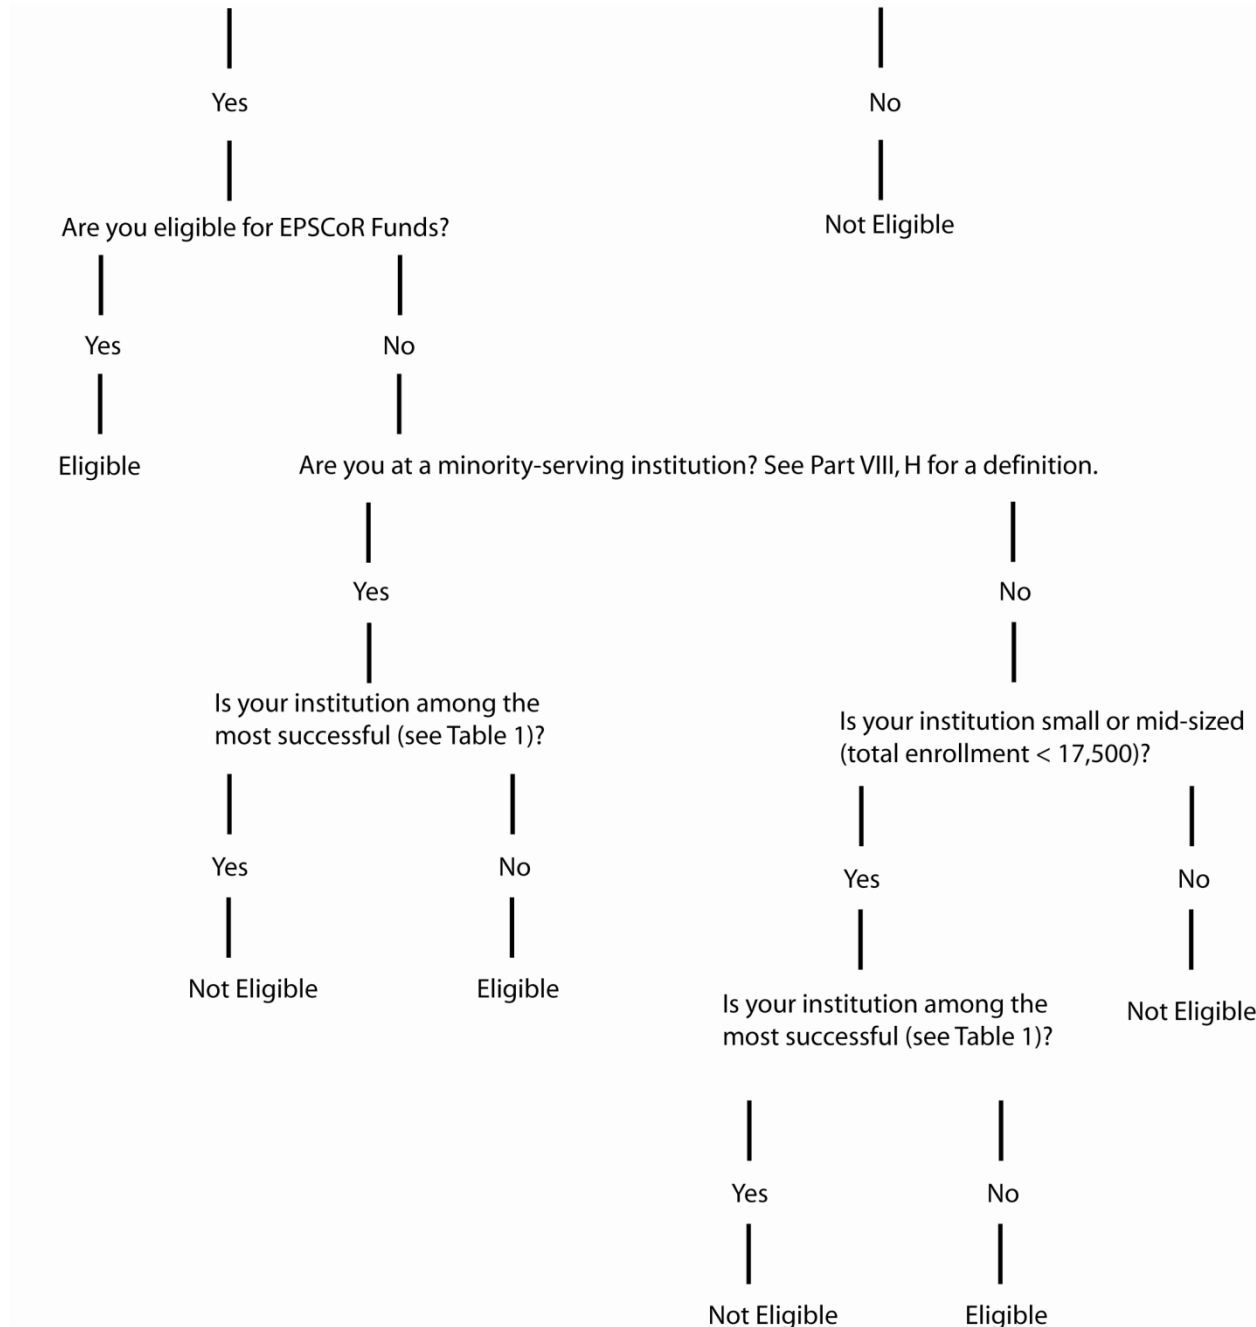 Yes
No
Are you eligible for EPSCoR Funds?
Not Eligible
Yes
No
Eligible
Are you at a minority-serving institution? See Part VIII, H for a definition.
Yes
No
Is your institution among the
most successful (see Table 1)?
Is your institution small or mid-sized
(total enrollment < 17,500)?
Yes
No
Yes
No
Not Eligible
Eligible
Is your institution among the
most successful (see Table 1)?
Not Eligible
Yes
No
Not Eligible
Eligible